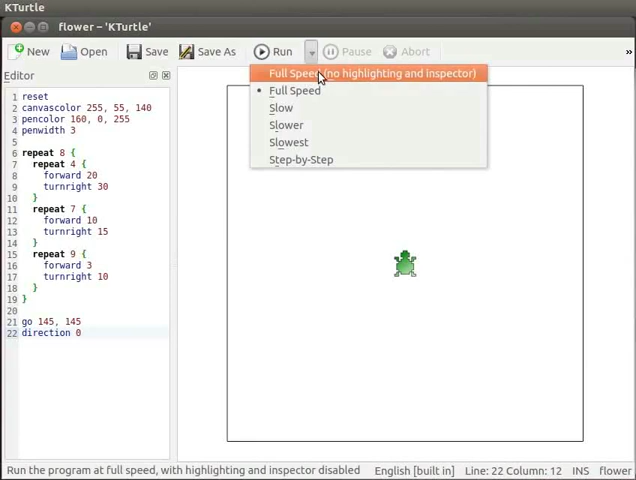 KTurtle
flower – 'KTurtle'
New Open Save Save As Run Pause Abort »
Editor
Full Speed (no highlighting and inspector)
• Full Speed
Slow
Slower
Slowest
Step-by-Step
1 reset
2 canvascolor 255, 55, 140
3 pencolor 160, 0, 255
4 penwidth 3
5
6 repeat 8 {
7 repeat 4 {
8 forward 20
9 turnright 30
10 }
11 repeat 7 {
12 forward 10
13 turnright 15
14 }
15 repeat 9 {
16 forward 3
17 turnright 10
18 }
19 }
20
21 go 145, 145
22 direction 0
Run the program at full speed, with highlighting and inspector disabled English [built in] Line: 22 Column: 12 INS flower